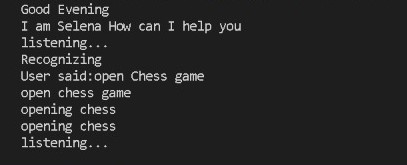 Good Evening
I am Selena How can I help you
listening...
Recognizing
User said:open Chess game
open chess game
opening chess
opening chess
listening...